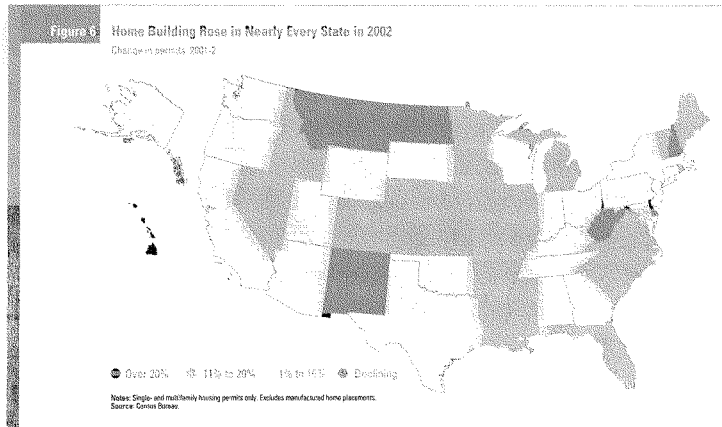 Figure 6
Home Building Rose in Nearly Every State in 2002
Change in permits, 2001-2
Over 20% 11% to 20% 1% to 10% Declining
Notes: Single- and multifamily housing permits only. Excludes manufactured home placements.
Source: Census Bureau.